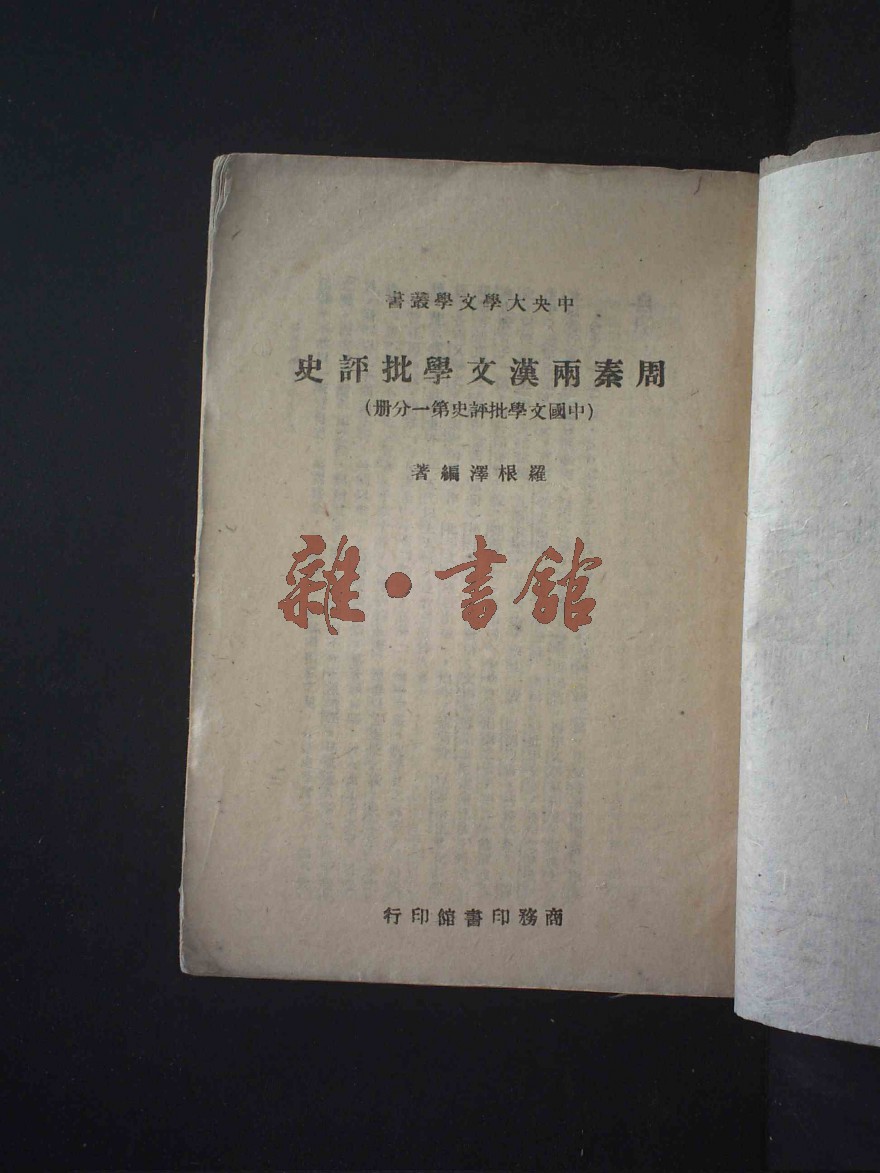 中央大學文學叢書
周秦兩漢文學批評史
(中國文學批評史第一分册)
羅根澤編著
雜·書館
商務印書館印行